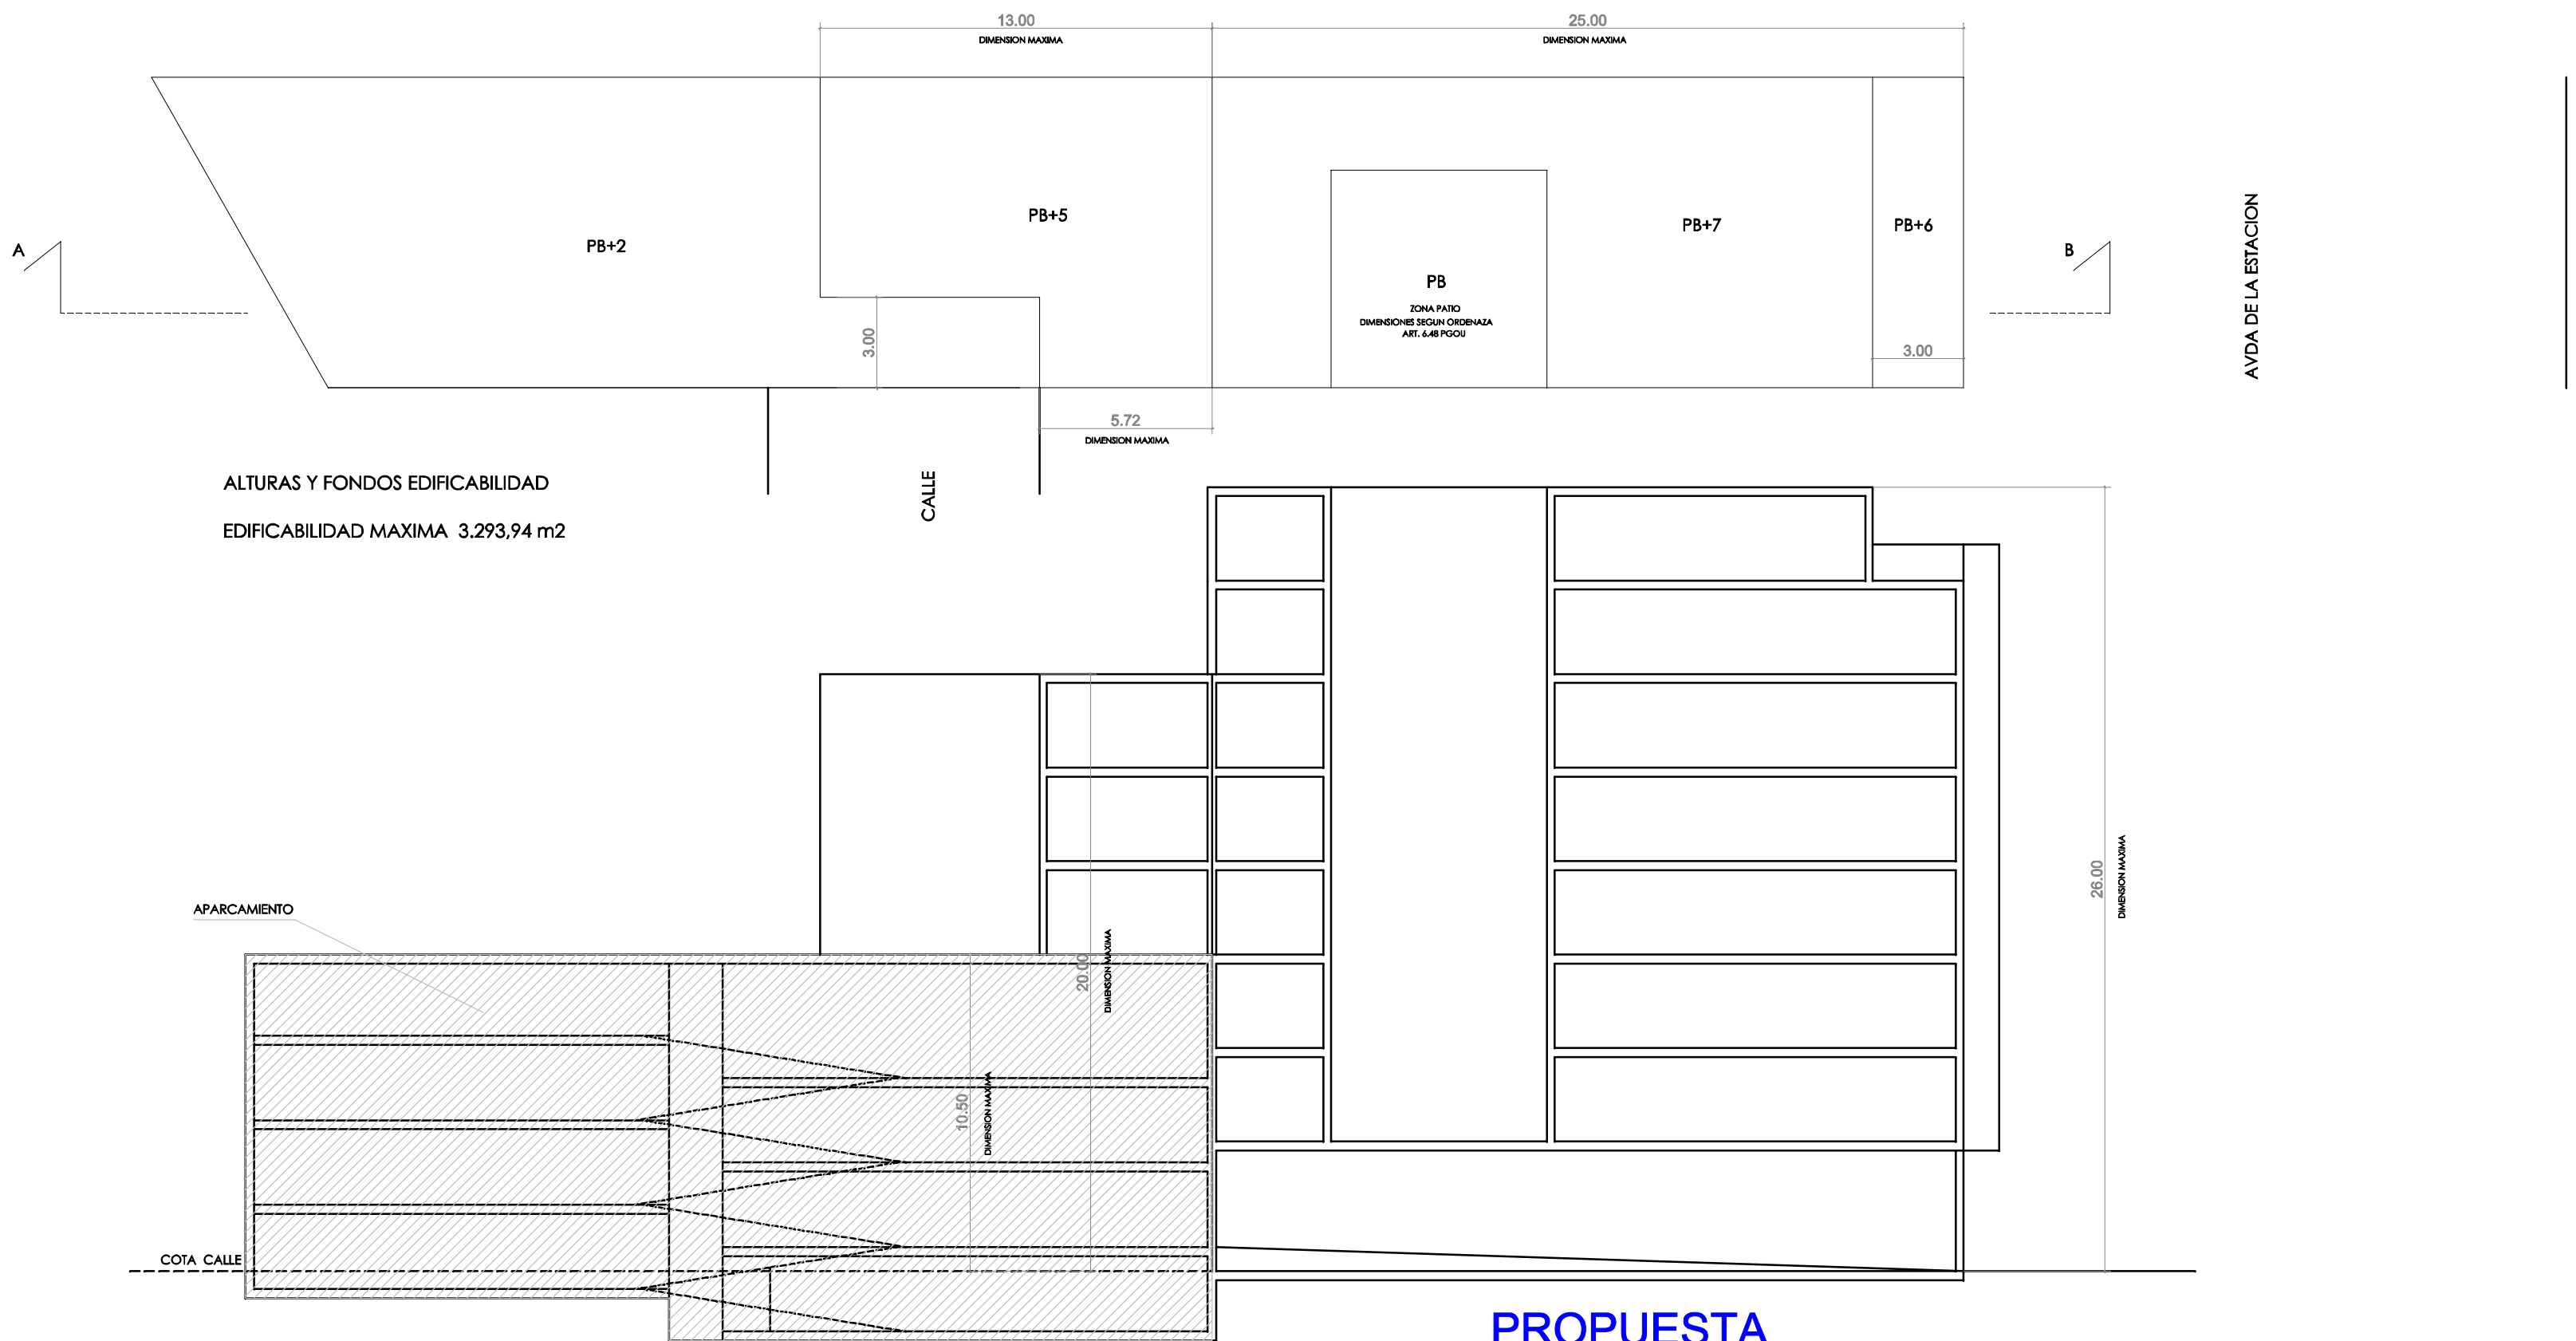 13.00
25.00
DIMENSION MAXIMA
DIMENSION MAXIMA
PB+5
PB+7
PB+6
PB+2
A
B
AVDA DE LA ESTACION
PB
ZONA PATIO
DIMENSIONES SEGUN ORDENAZA
ART. 6.48 PGOU
3.00
3.00
5.72
DIMENSION MAXIMA
CALLE
ALTURAS Y FONDOS EDIFICABILIDAD
EDIFICABILIDAD MAXIMA 3.293,94 m2
26.00
DIMENSION MAXIMA
APARCAMIENTO
20.00
DIMENSION MAXIMA
10.50
DIMENSION MAXIMA
COTA CALLE
PROPUESTA